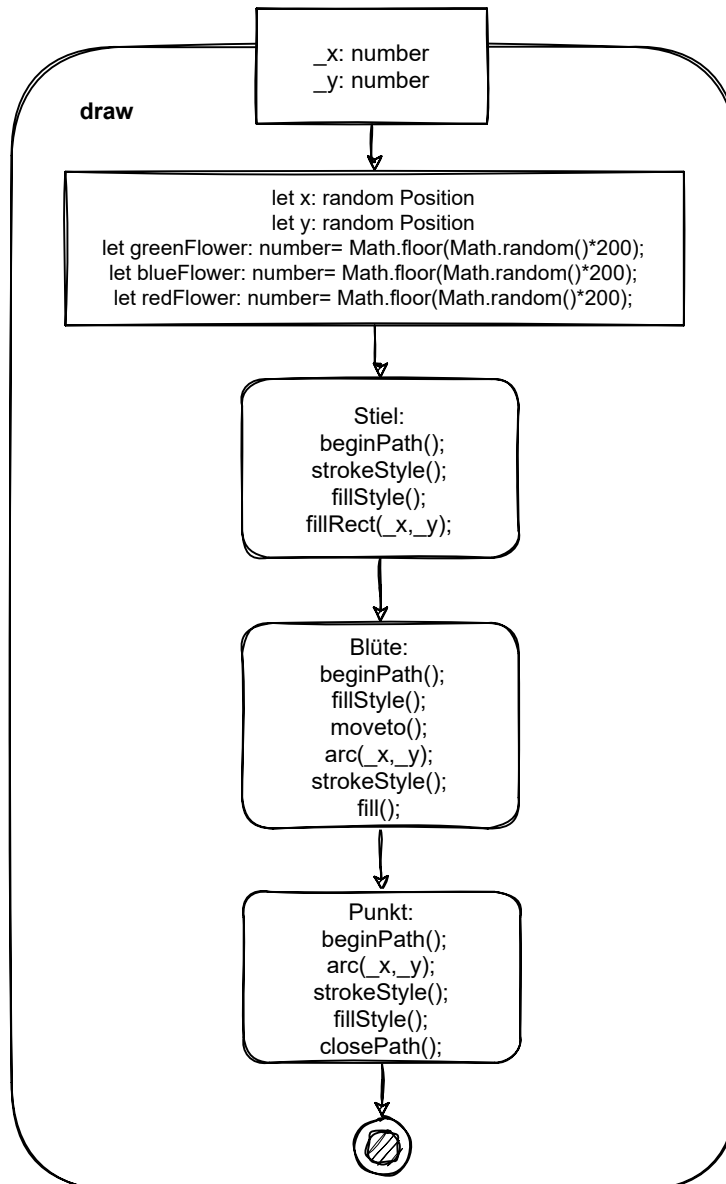 _x: number
_y: number
draw
let x: random Position
let y: random Position
let greenFlower: number= Math.floor(Math.random()*200);
let blueFlower: number= Math.floor(Math.random()*200);
let redFlower: number= Math.floor(Math.random()*200);
Stiel:
beginPath();
strokeStyle();
fillStyle();
fillRect(_x,_y);
Blüte:
beginPath();
fillStyle();
moveto();
arc(_x,_y);
strokeStyle();
fill();
Punkt:
beginPath();
arc(_x,_y);
strokeStyle();
fillStyle();
closePath();